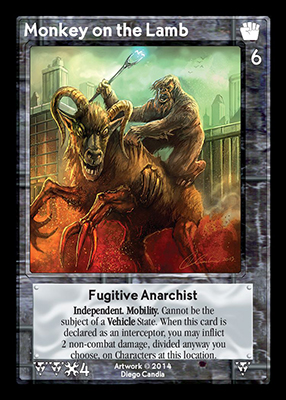 Monkey on the Lamb
6
Fugitive Anarchist
Independent. Mobility. Cannot be the
subject of a Vehicle State. When this card is
declared as an interceptor, you may inflict
2 non-combat damage, divided anyway you
choose, on Characters at this location.
4
Artwork © 2014
Diego Candia